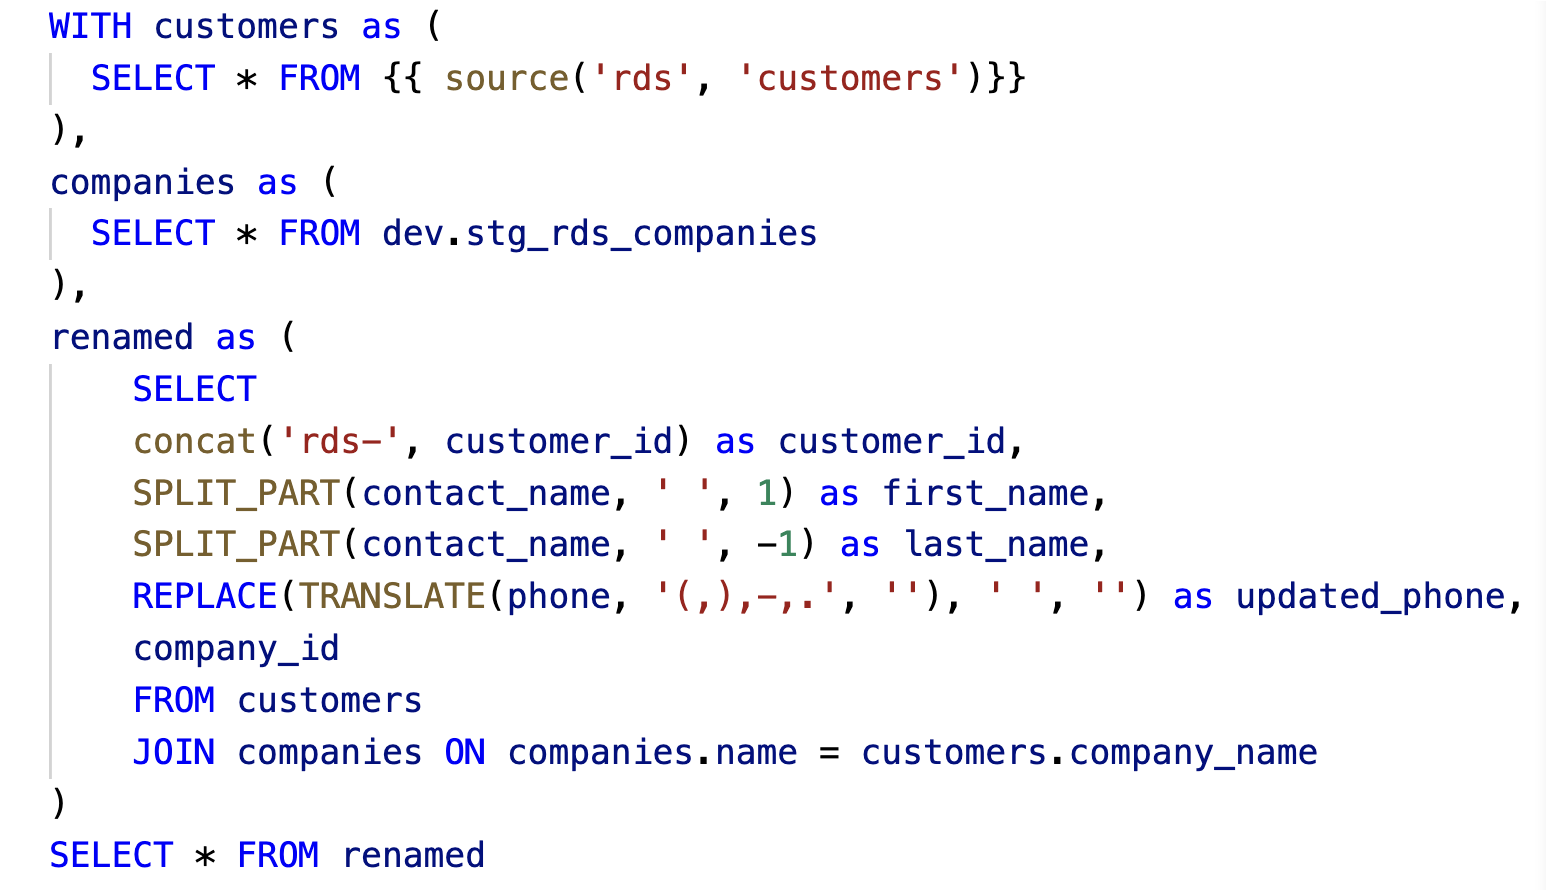 WITH customers as (
  SELECT * FROM {{ source('rds', 'customers')}}
),
companies as (
  SELECT * FROM dev.stg_rds_companies
),
renamed as (
    SELECT
    concat('rds-', customer_id) as customer_id,
    SPLIT_PART(contact_name, ' ', 1) as first_name,
    SPLIT_PART(contact_name, ' ', -1) as last_name,
    REPLACE(TRANSLATE(phone, '(,),-,.', ''), ' ', '') as updated_phone,
    company_id
    FROM customers
    JOIN companies ON companies.name = customers.company_name
)
SELECT * FROM renamed